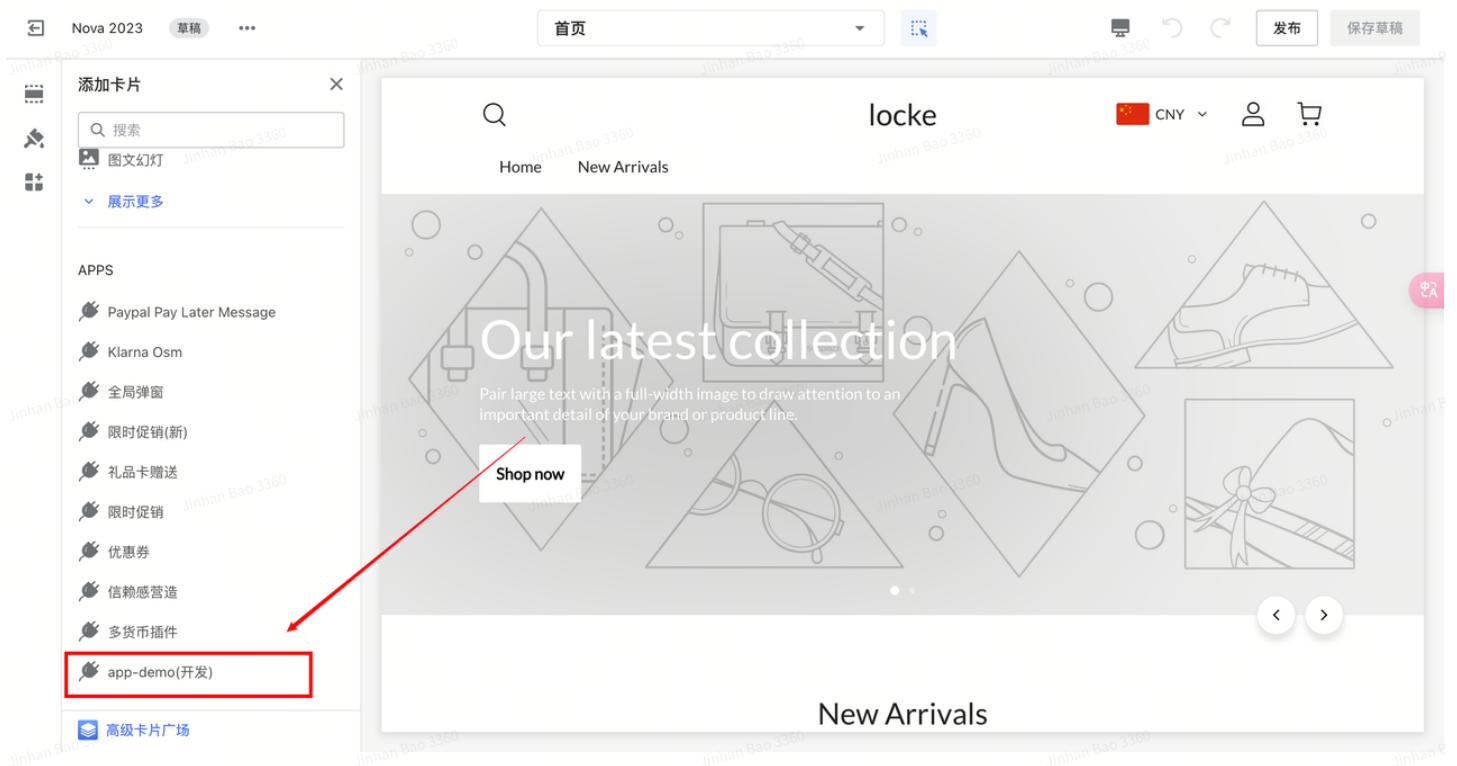 Nova 2023
草稿
首页
发布
保存草稿
添加卡片
搜索
图文幻灯
展示更多
APPS
Paypal Pay Later Message
Klarna Osm
全局弹窗
限时促销(新)
礼品卡赠送
限时促销
优惠券
信赖感营造
多货币插件
app-demo(开发)
高级卡片广场
locke
CNY
Home
New Arrivals
Our latest collection
Pair large text with a full-width image to draw attention to an
important detail of your brand or product line.
Shop now
New Arrivals
中A
Jinhan Bao 3360